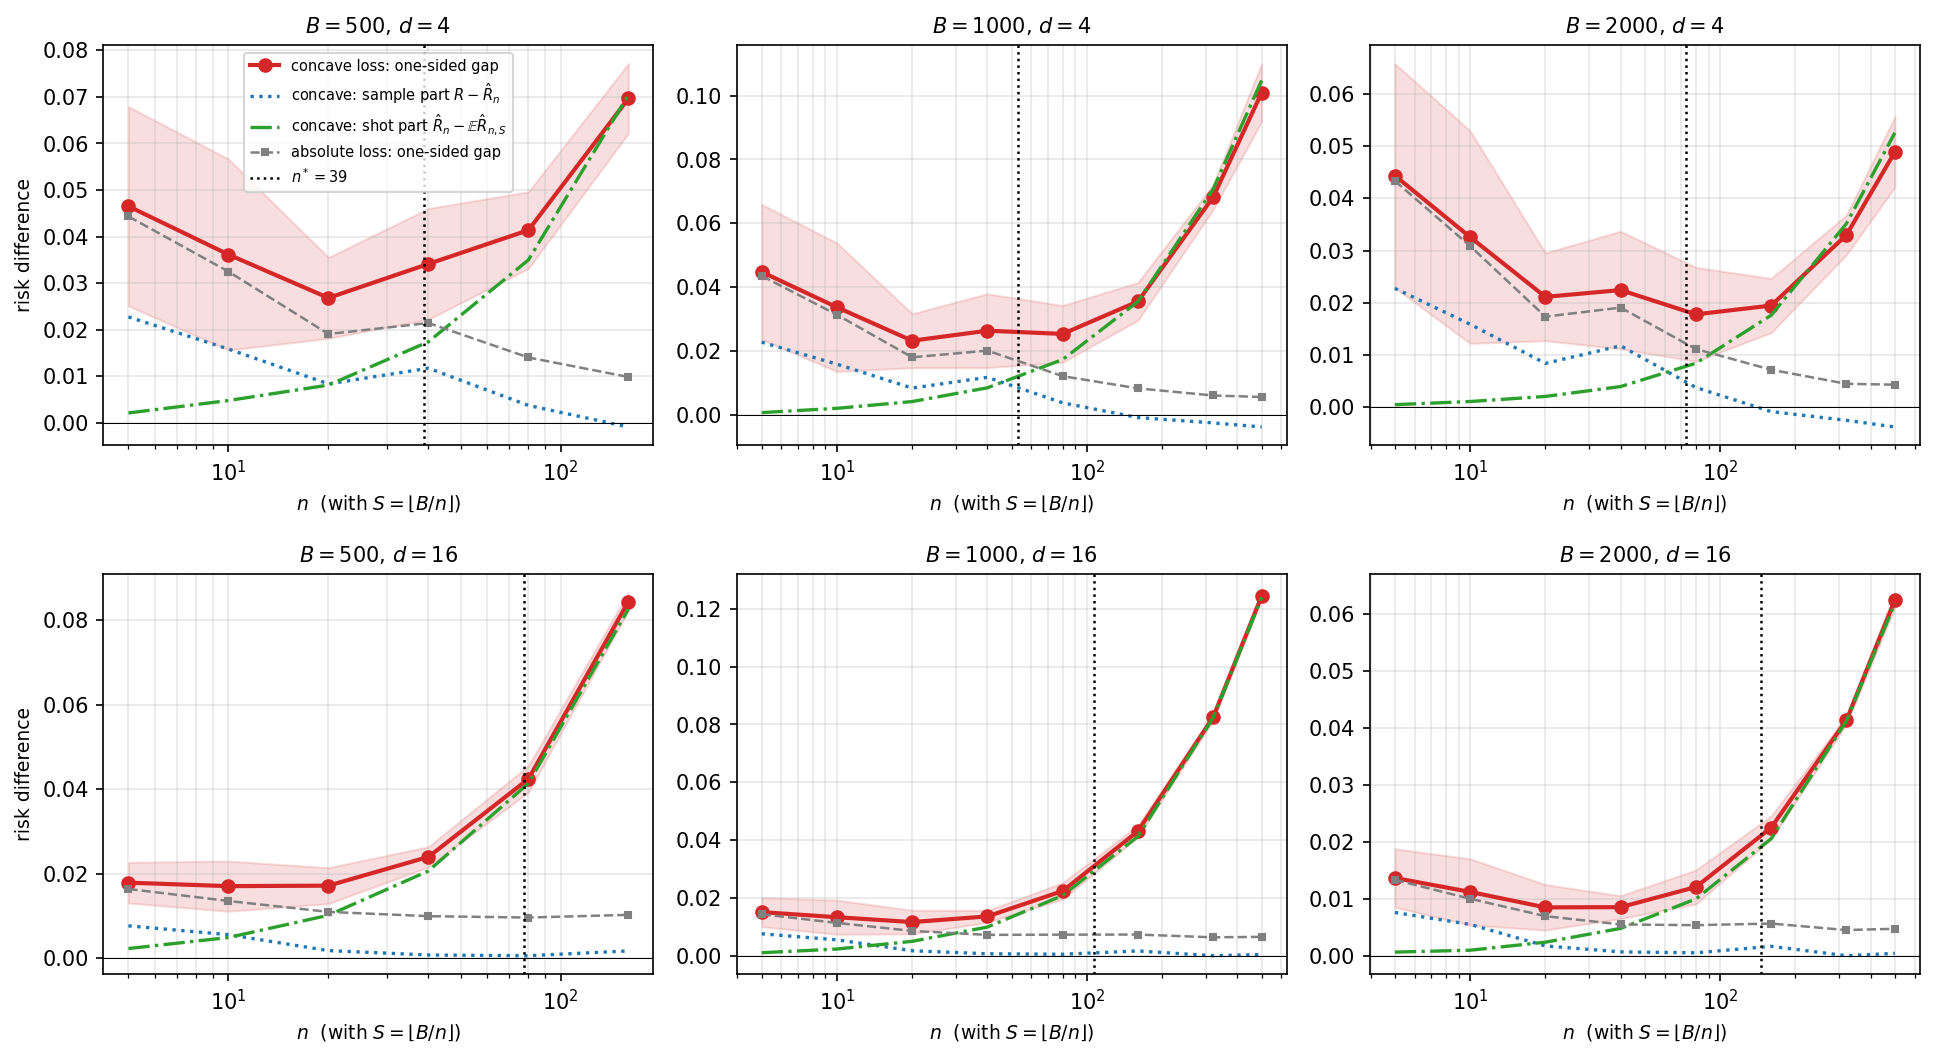 B = 500, d = 4
0.08
0.07
0.06
0.05
0.04
0.03
0.02
0.01
0.00
risk difference
concave loss: one-sided gap
concave: sample part R − R̂ₙ
concave: shot part R̂ₙ − 𝔼R̂ₙ,S
absolute loss: one-sided gap
n* = 39
10¹ 10²
n (with S = ⌊B/n⌋)
B = 1000, d = 4
0.10
0.08
0.06
0.04
0.02
0.00
10¹ 10²
n (with S = ⌊B/n⌋)
B = 2000, d = 4
0.06
0.05
0.04
0.03
0.02
0.01
0.00
10¹ 10²
n (with S = ⌊B/n⌋)
B = 500, d = 16
0.08
0.06
0.04
0.02
0.00
risk difference
10¹ 10²
n (with S = ⌊B/n⌋)
B = 1000, d = 16
0.12
0.10
0.08
0.06
0.04
0.02
0.00
10¹ 10²
n (with S = ⌊B/n⌋)
B = 2000, d = 16
0.06
0.05
0.04
0.03
0.02
0.01
0.00
10¹ 10²
n (with S = ⌊B/n⌋)